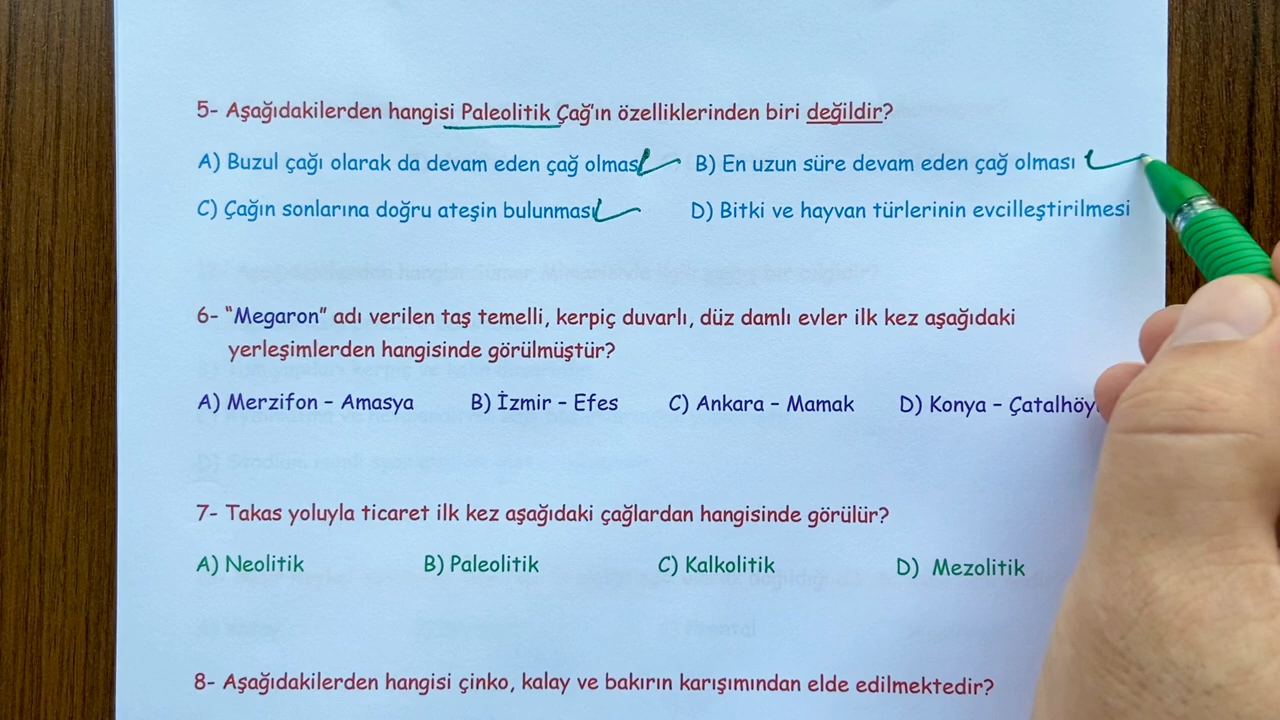 5- Aşağıdakilerden hangisi Paleolitik Çağ'ın özelliklerinden biri değildir?
A) Buzul çağı olarak da devam eden çağ olması B) En uzun süre devam eden çağ olması
C) Çağın sonlarına doğru ateşin bulunması D) Bitki ve hayvan türlerinin evcilleştirilmesi
6- "Megaron" adı verilen taş temelli, kerpiç duvarlı, düz damlı evler ilk kez aşağıdaki
yerleşimlerden hangisinde görülmüştür?
A) Merzifon - Amasya B) İzmir - Efes C) Ankara - Mamak D) Konya -
7- Takas yoluyla ticaret ilk kez aşağıdaki çağlardan hangisinde görülür?
A) Neolitik B) Paleolitik C) Kalkolitik D) Mezolitik
8- Aşağıdakilerden hangisi çinko, kalay ve bakırın karışımından elde edilmektedir?